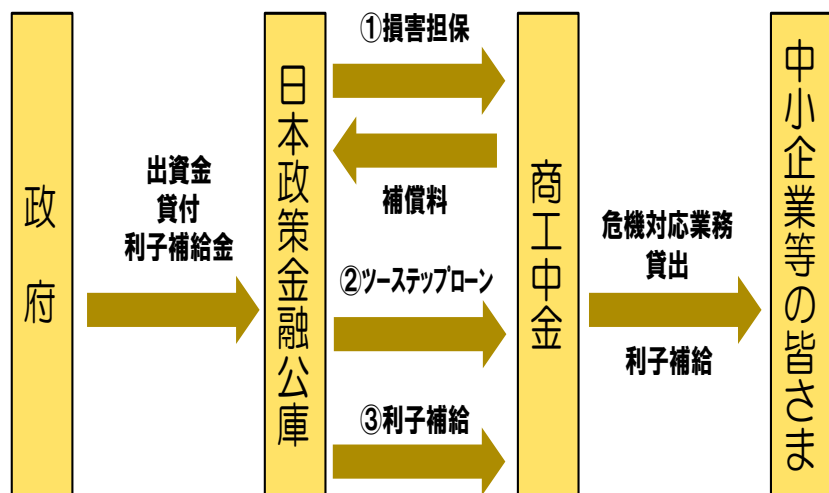 政府
出資金
貸付
利子補給金
日本政策金融公庫
①損害担保
補償料
②ツーステップローン
③利子補給
商工中金
危機対応業務
貸出
利子補給
中小企業等の皆さま